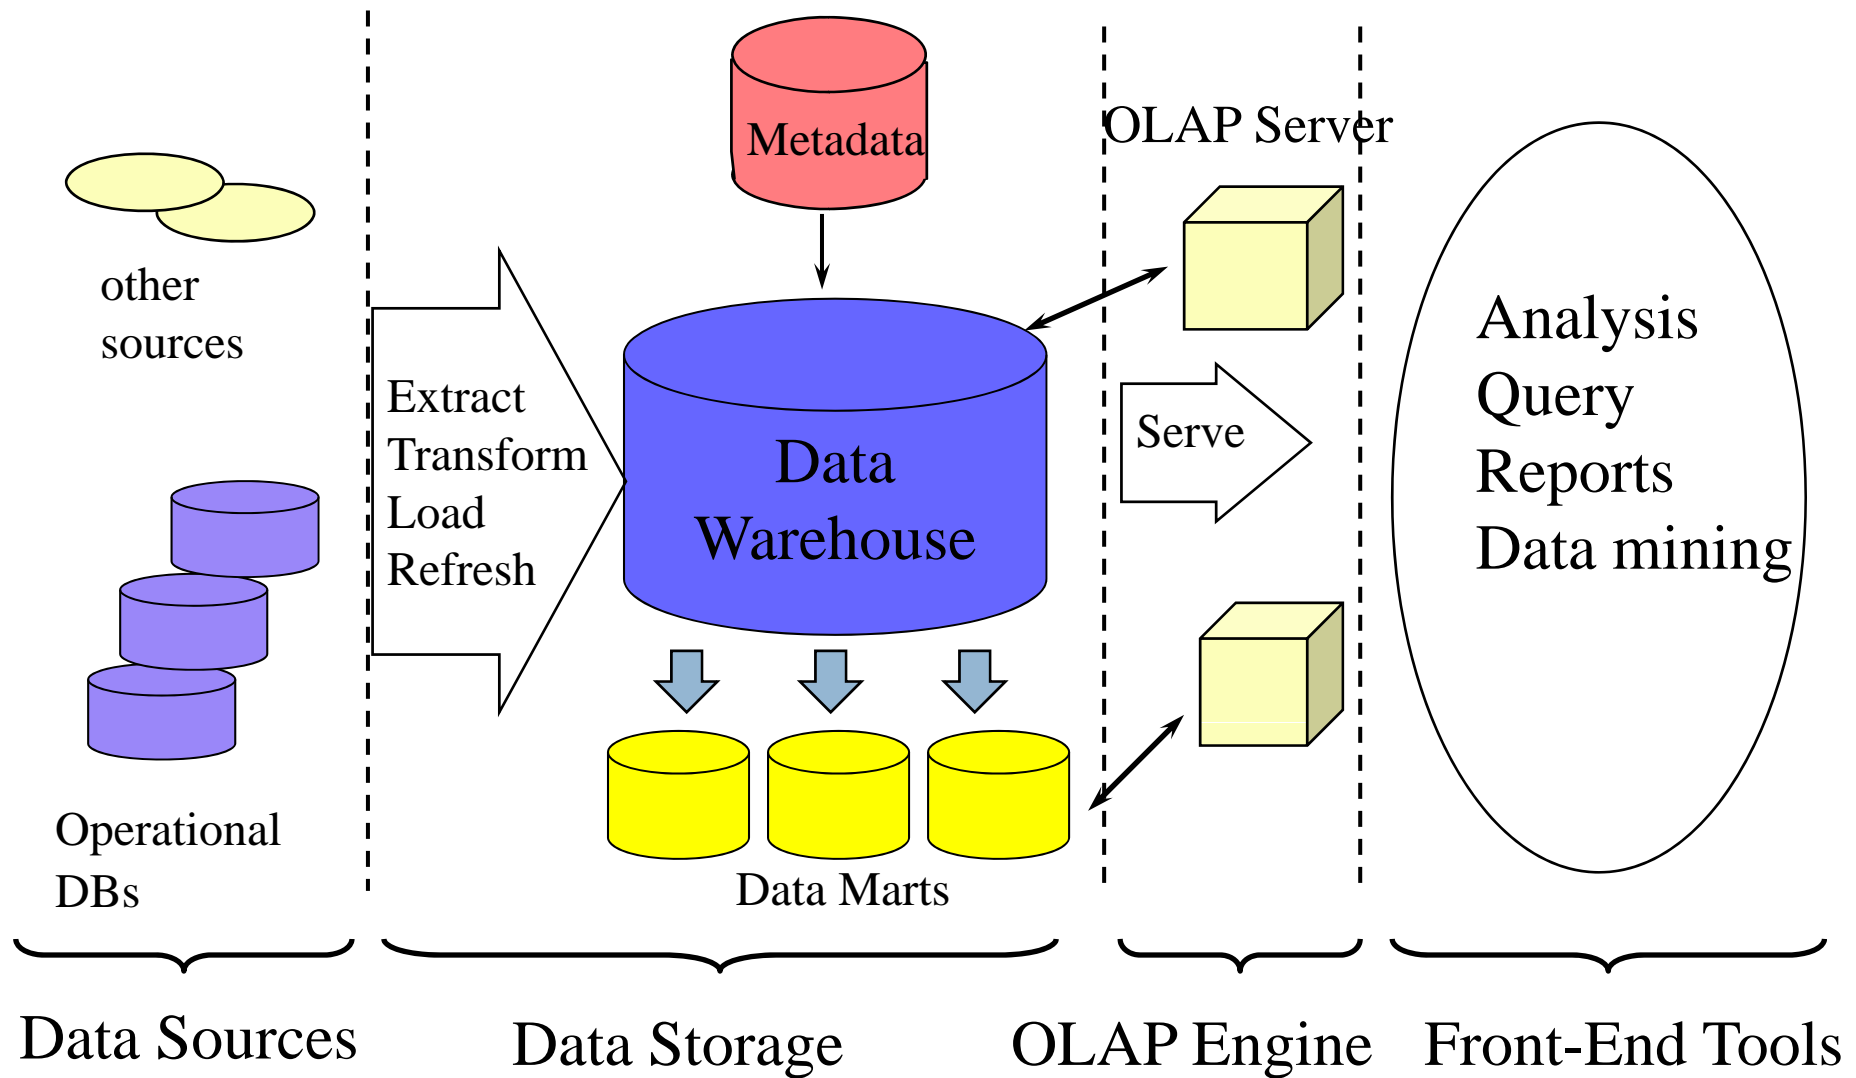 other
sources
Operational
DBs
Extract
Transform
Load
Refresh
Metadata
Data
Warehouse
Data Marts
OLAP Server
Serve
Analysis
Query
Reports
Data mining
Data Sources
Data Storage
OLAP Engine
Front-End Tools